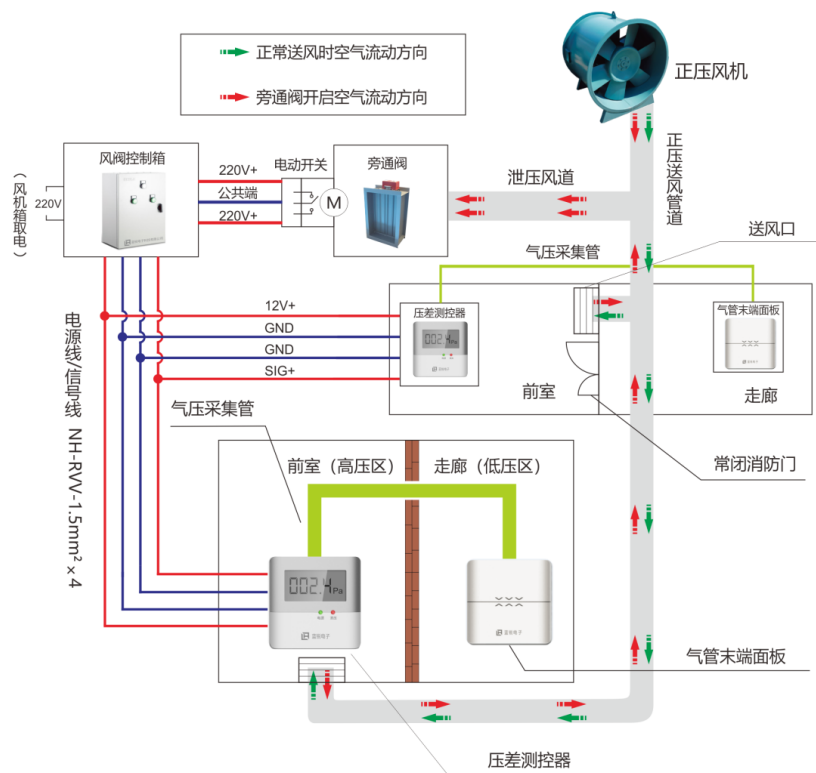 正常送风时空气流动方向
旁通阀开启空气流动方向
正压风机
正压送风管道
风阀控制箱
220V+
公共端
220V+
电动开关
M
旁通阀
泄压风道
220V
（风机箱取电）
送风口
气压采集管
12V+
GND
GND
SIG+
压差测控器
002.4Pa
气管末端面板
前室
走廊
电源线/信号线 NH-RVV-1.5mm²×4
气压采集管
常闭消防门
前室（高压区）
走廊（低压区）
002.4Pa
气管末端面板
压差测控器